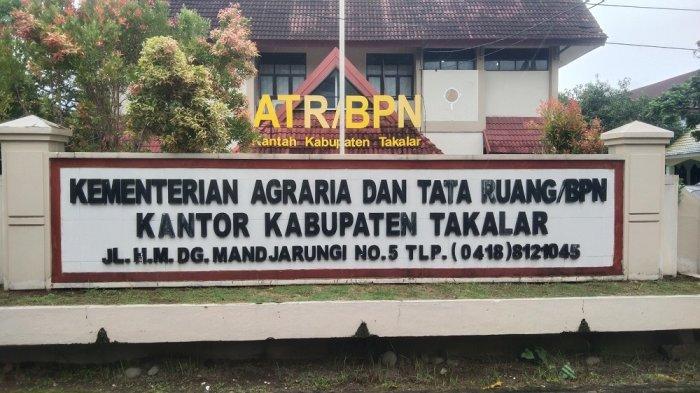 ATR/BPN
Kantah Kabupaten Takalar
KEMENTERIAN AGRARIA DAN TATA RUANG/BPN
KANTOR KABUPATEN TAKALAR
JL.H.M. DG. MANDJARUNGI NO.5 TLP. (0418)8121045